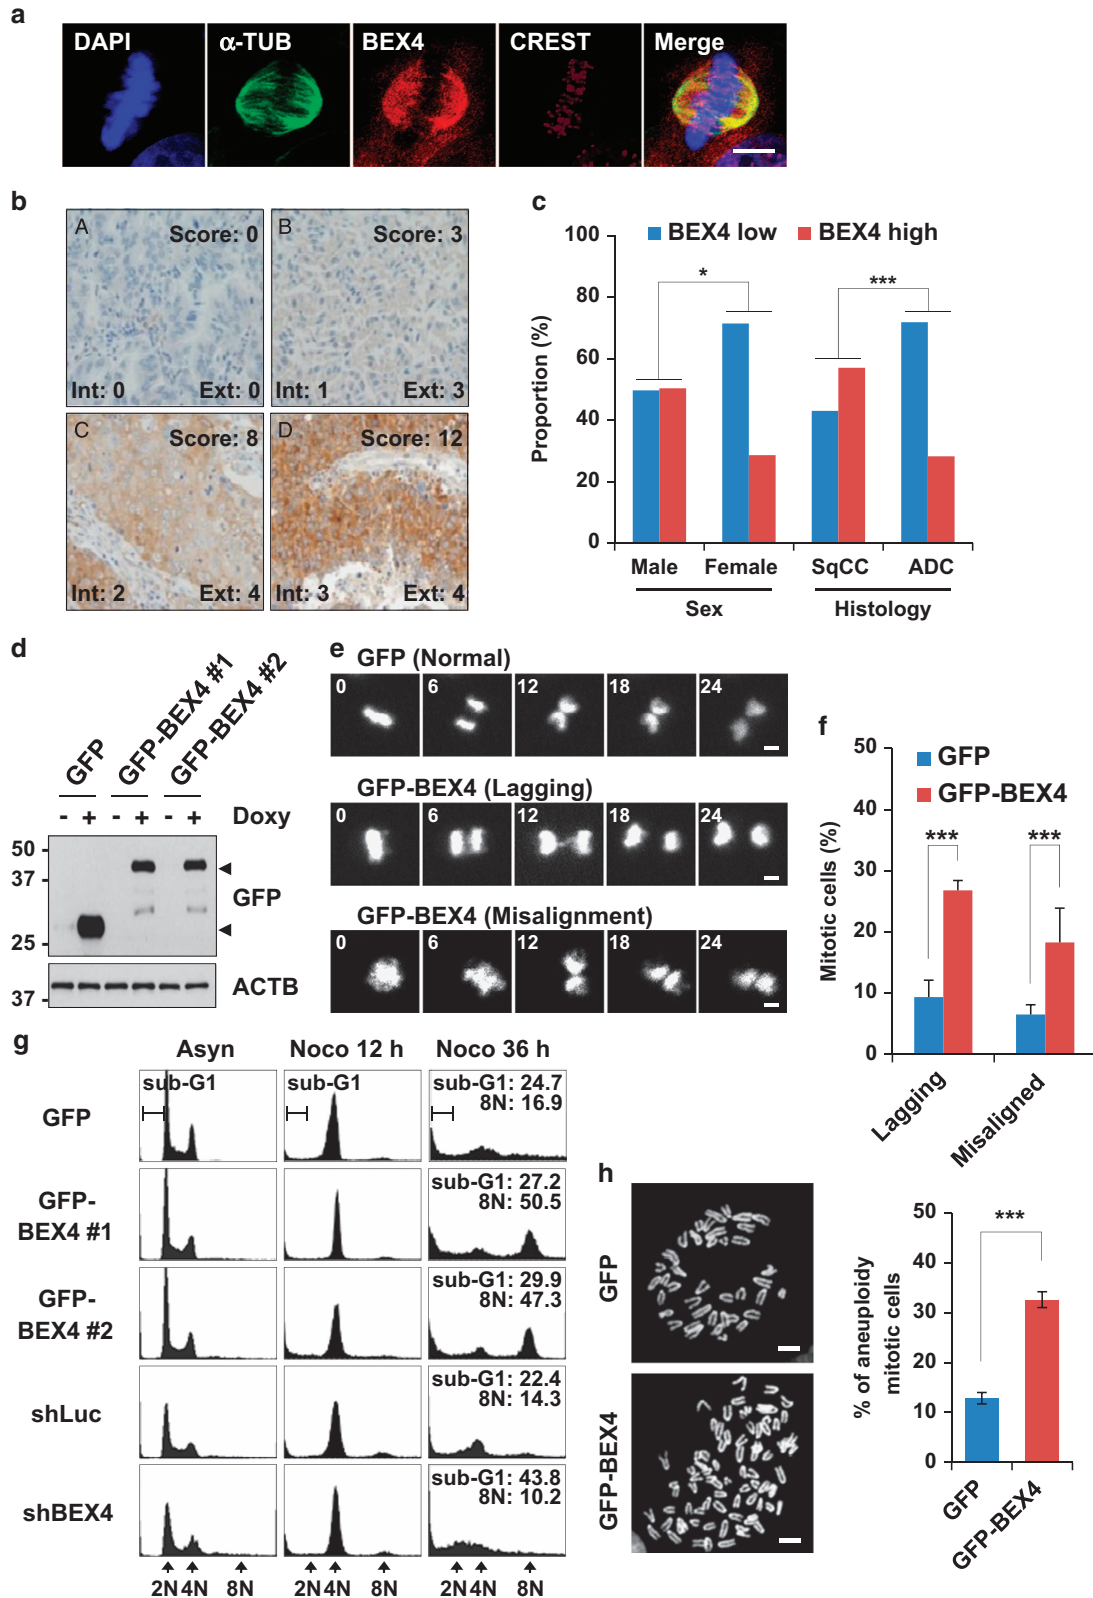 a
DAPI
α-TUB
BEX4
CREST
Merge
b
A
Score: 0
Int: 0
Ext: 0
B
Score: 3
Int: 1
Ext: 3
C
Score: 8
Int: 2
Ext: 4
D
Score: 12
Int: 3
Ext: 4
c
BEX4 low
BEX4 high
Proportion (%)
100
80
60
40
20
0
*
***
Male
Female
SqCC
ADC
Sex
Histology
d
GFP
GFP-BEX4 #1
GFP-BEX4 #2
- + - + - +
Doxy
50
37
25
GFP
37
ACTB
e
GFP (Normal)
0
6
12
18
24
GFP-BEX4 (Lagging)
0
6
12
18
24
GFP-BEX4 (Misalignment)
0
6
12
18
24
f
GFP
GFP-BEX4
Mitotic cells (%)
50
40
30
20
10
0
***
***
Lagging
Misaligned
g
Asyn
Noco 12 h
Noco 36 h
GFP
sub-G1
sub-G1
sub-G1: 24.7
8N: 16.9
GFP-
BEX4 #1
sub-G1: 27.2
8N: 50.5
GFP-
BEX4 #2
sub-G1: 29.9
8N: 47.3
shLuc
sub-G1: 22.4
8N: 14.3
shBEX4
sub-G1: 43.8
8N: 10.2
2N 4N 8N
2N 4N 8N
2N 4N 8N
h
GFP
GFP-BEX4
% of aneuploidy
mitotic cells
50
40
30
20
10
0
***
GFP
GFP-BEX4